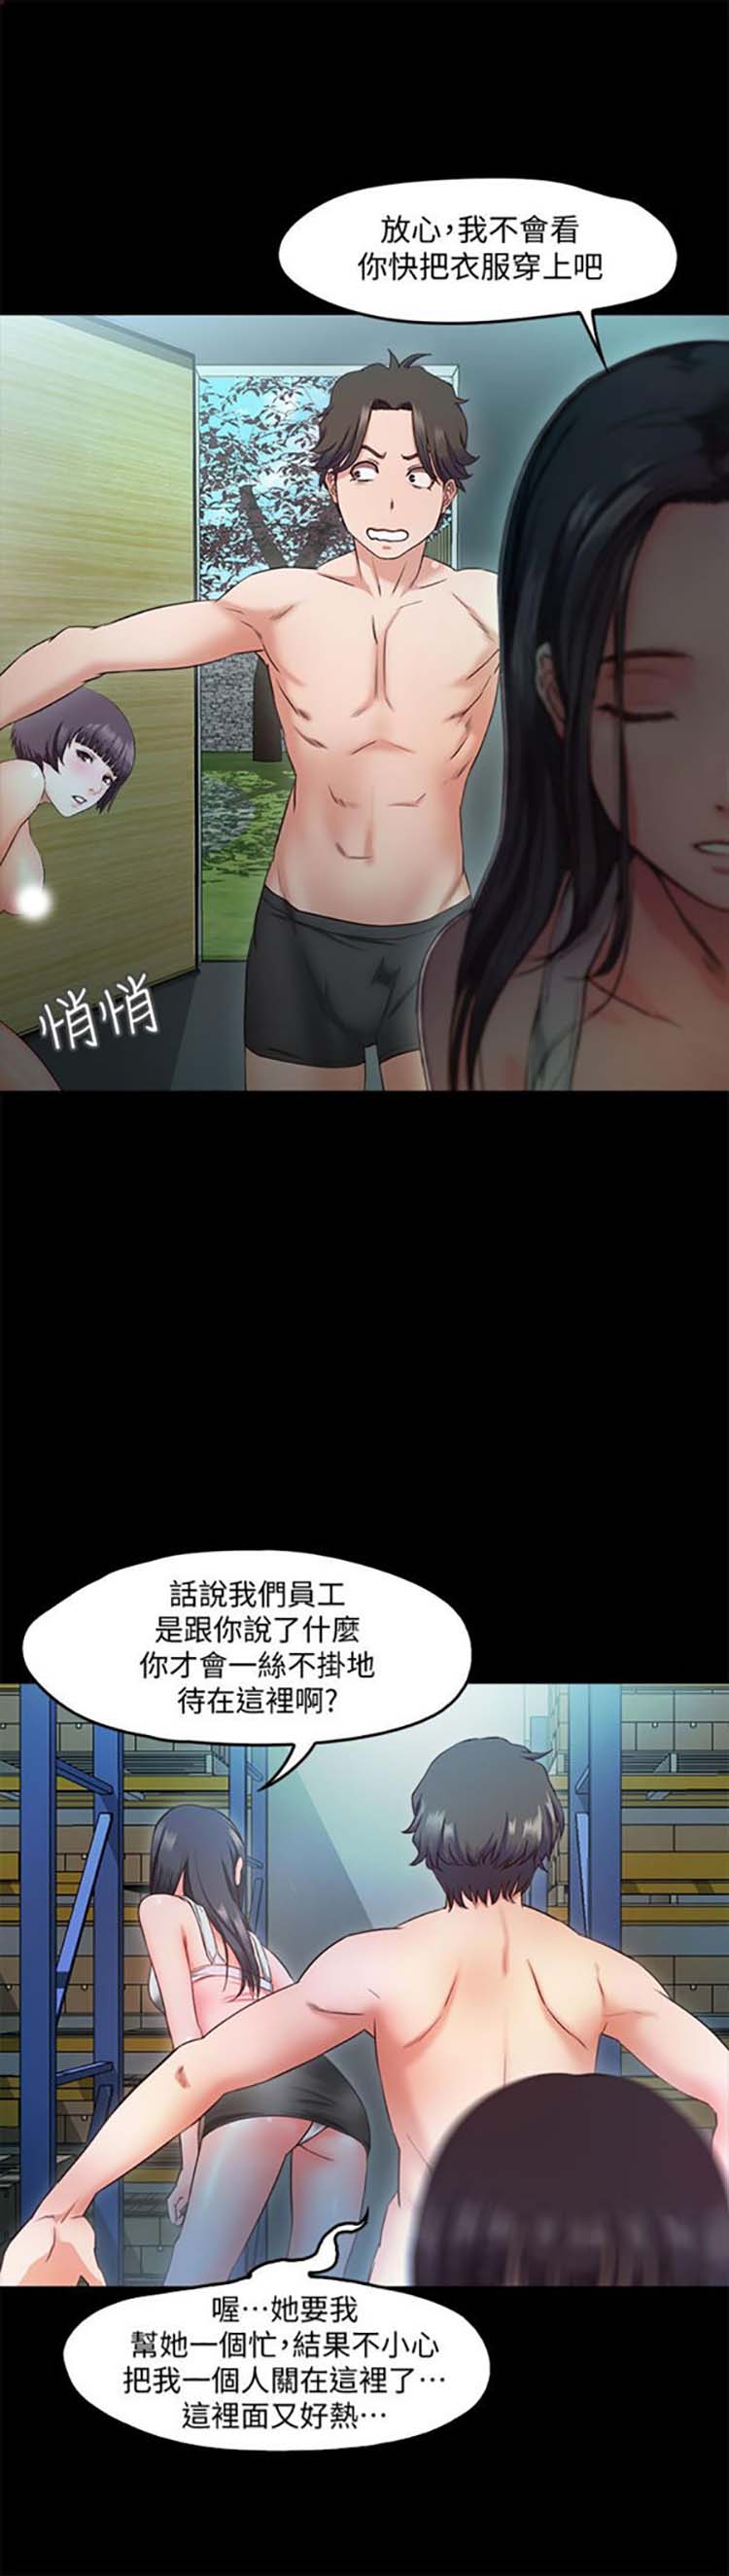 放心，我不會看
你快把衣服穿上吧
悄悄
話說我們員工
是跟你說了什麼
你才會一絲不掛地
待在這裡啊?
喔…她要我
幫她一個忙，結果不小心
把我一個人關在這裡了…
這裡面又好熱…